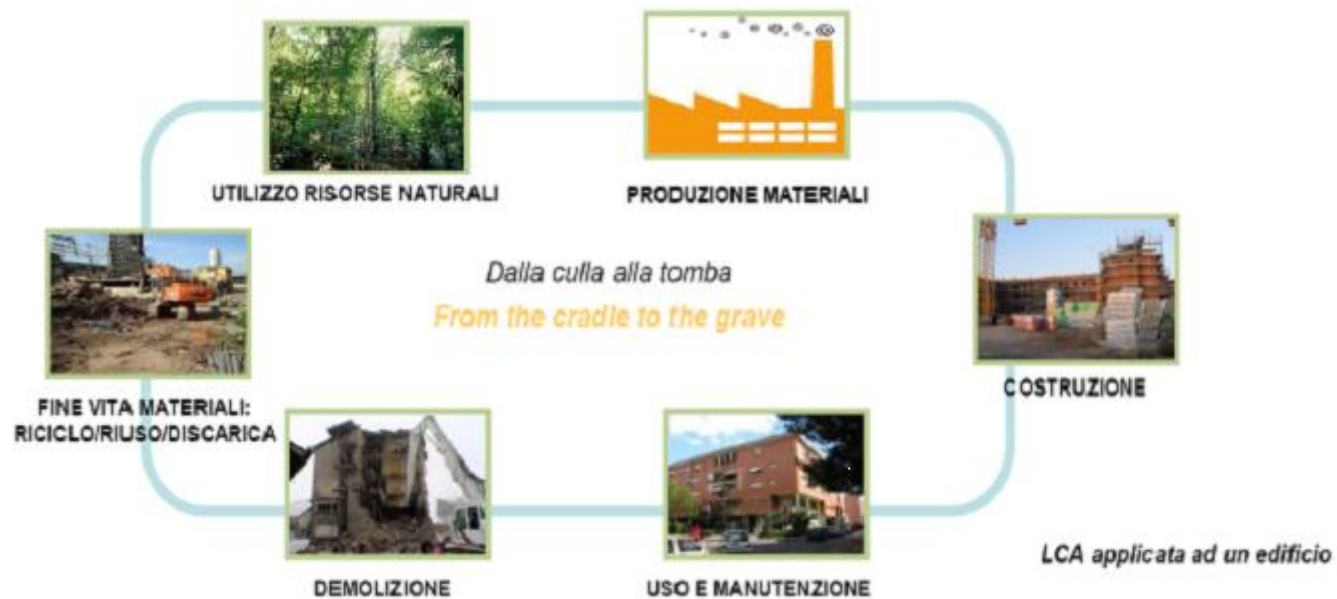 UTILIZZO RISORSE NATURALI
PRODUZIONE MATERIALI
Dalla culla alla tomba
From the cradle to the grave
COSTRUZIONE
FINE VITA MATERIALI:
RICICLO/RIUSO/DISCARICA
DEMOLIZIONE
USO E MANUTENZIONE
LCA applicata ad un edificio